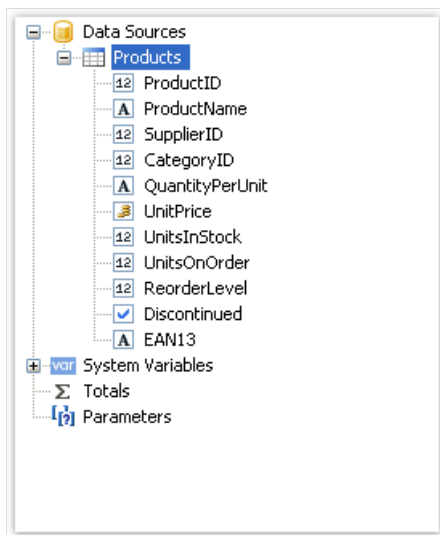 Data Sources
Products
12 ProductID
A ProductName
12 SupplierID
12 CategoryID
A QuantityPerUnit
UnitPrice
12 UnitsInStock
12 UnitsOnOrder
12 ReorderLevel
Discontinued
A EAN13
var System Variables
Σ Totals
[?] Parameters